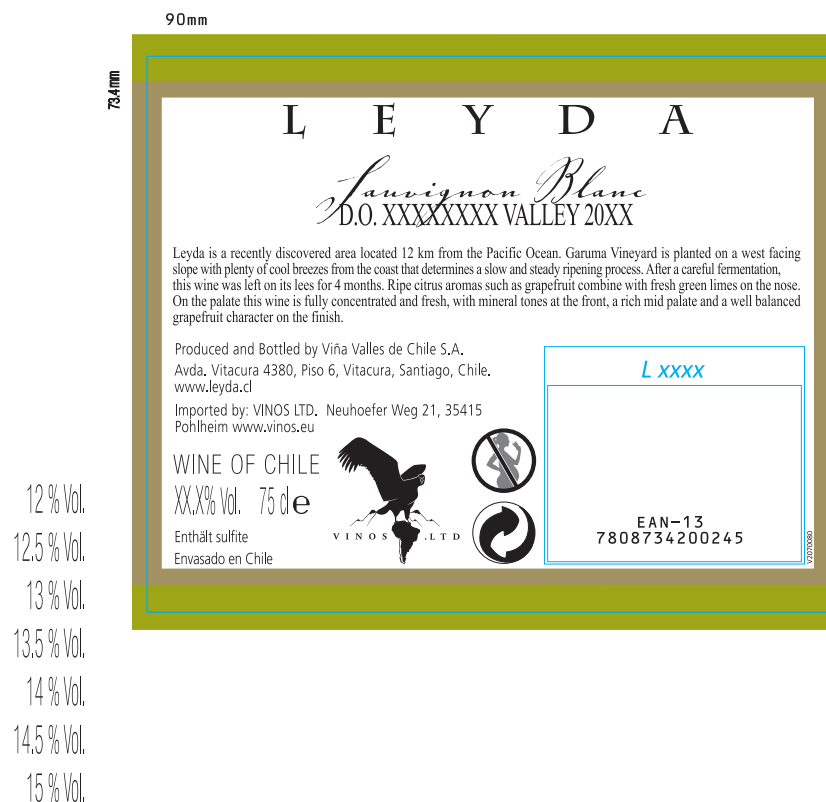 90mm
73.4mm
L E Y D A
Sauvignon Blanc
D.O. XXXXXXXX VALLEY 20XX
Leyda is a recently discovered area located 12 km from the Pacific Ocean. Garuma Vineyard is planted on a west facing
slope with plenty of cool breezes from the coast that determines a slow and steady ripening process. After a careful fermentation,
this wine was left on its lees for 4 months. Ripe citrus aromas such as grapefruit combine with fresh green limes on the nose.
On the palate this wine is fully concentrated and fresh, with mineral tones at the front, a rich mid palate and a well balanced
grapefruit character on the finish.
Produced and Bottled by Viña Valles de Chile S.A.
Avda. Vitacura 4380, Piso 6, Vitacura, Santiago, Chile.
www.leyda.cl
Imported by: VINOS LTD. Neuhoefer Weg 21, 35415
Pohlheim www.vinos.eu
WINE OF CHILE
XX.X% Vol. 75 cl e
Enthält sulfite
Envasado en Chile
VINOS .LTD
L xxxx
EAN-13
7808734200245
V2070080
12 % Vol.
12.5 % Vol.
13 % Vol.
13.5 % Vol.
14 % Vol.
14.5 % Vol.
15 % Vol.